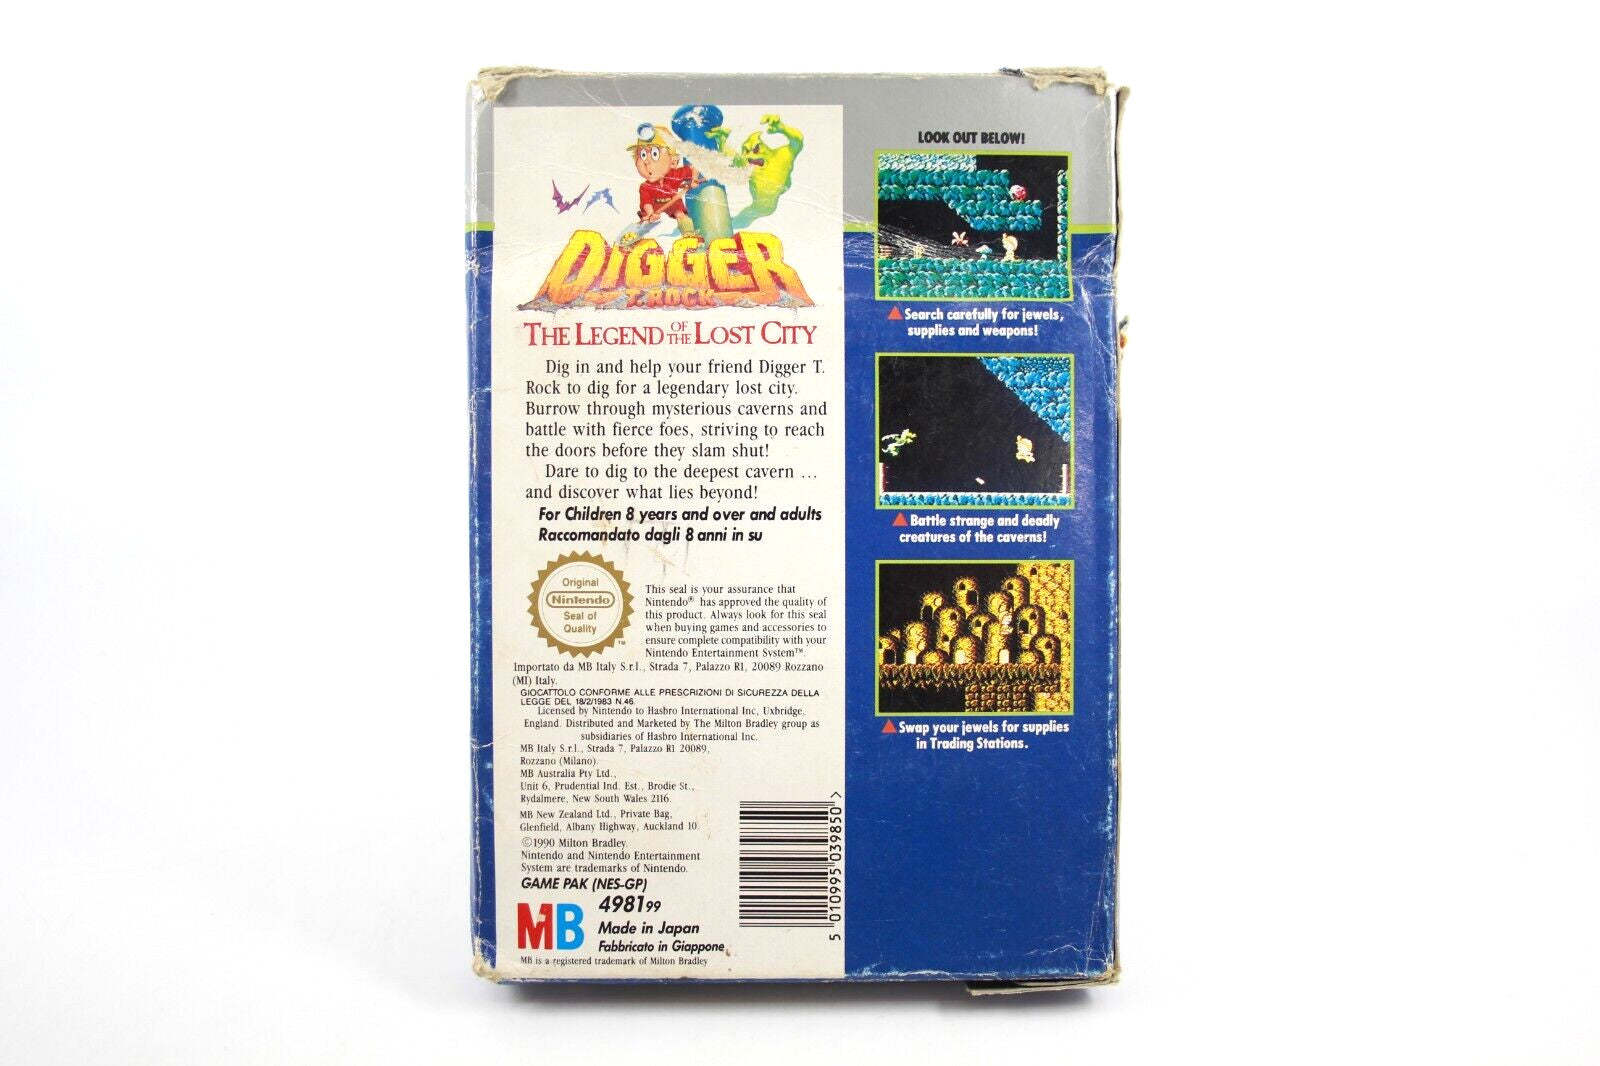 DIGGER
T. ROCK
THE LEGEND OF THE LOST CITY
Dig in and help your friend Digger T.
Rock to dig for a legendary lost city.
Burrow through mysterious caverns and
battle with fierce foes, striving to reach
the doors before they slam shut!
Dare to dig to the deepest cavern ...
and discover what lies beyond!
For Children 8 years and over and adults
Raccomandato dagli 8 anni in su
Original
Nintendo
Seal of
Quality
TM
This seal is your assurance that
Nintendo® has approved the quality of
this product. Always look for this seal
when buying games and accessories to
ensure complete compatibility with your
Nintendo Entertainment System™.
Importato da MB Italy S.r.l., Strada 7, Palazzo R1, 20089 Rozzano
(MI) Italy.
GIOCATTOLO CONFORME ALLE PRESCRIZIONI DI SICUREZZA DELLA
LEGGE DEL 18/2/1983 N.46.
Licensed by Nintendo to Hasbro International Inc, Uxbridge,
England. Distributed and Marketed by The Milton Bradley group as
subsidiaries of Hasbro International Inc.
MB Italy S.r.l., Strada 7, Palazzo R1 20089,
Rozzano (Milano).
MB Australia Pty Ltd.,
Unit 6, Prudential Ind. Est., Brodie St.,
Rydalmere, New South Wales 2116.
MB New Zealand Ltd., Private Bag,
Glenfield, Albany Highway, Auckland 10.
©1990 Milton Bradley.
Nintendo and Nintendo Entertainment
System are trademarks of Nintendo.
GAME PAK (NES-GP)
MB
498199
Made in Japan
Fabbricato in Giappone
MB is a registered trademark of Milton Bradley
5 010995 039850 >
LOOK OUT BELOW!
Search carefully for jewels,
supplies and weapons!
Battle strange and deadly
creatures of the caverns!
Swap your jewels for supplies
in Trading Stations.